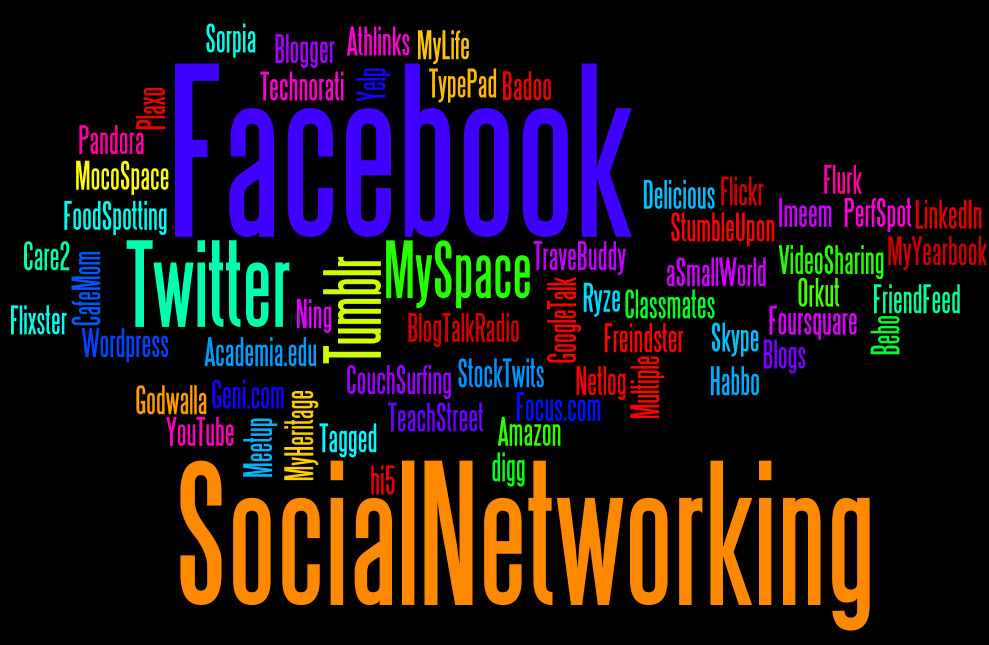 Sorpia
Blogger
Athlinks
MyLife
Technorati
Yelp
TypePad
Badoo
Plaxo
Facebook
Pandora
MocoSpace
FoodSpotting
Delicious
Flickr
Flurk
StumbleUpon
Imeem
PerfSpot
LinkedIn
Care2
CafeMom
Twitter
Tumblr
MySpace
TraveBuddy
aSmallWorld
VideoSharing
MyYearbook
Flixster
Ning
GoogleTalk
Ryze
Classmates
Orkut
FriendFeed
Wordpress
Academia.edu
BlogTalkRadio
Freindster
Skype
Foursquare
Bebo
Blogs
CouchSurfing
StockTwits
Netlog
Multiple
Habbo
Godwalla
Geni.com
MyHeritage
TeachStreet
Focus.com
YouTube
Meetup
Tagged
Amazon
hi5
digg
SocialNetworking